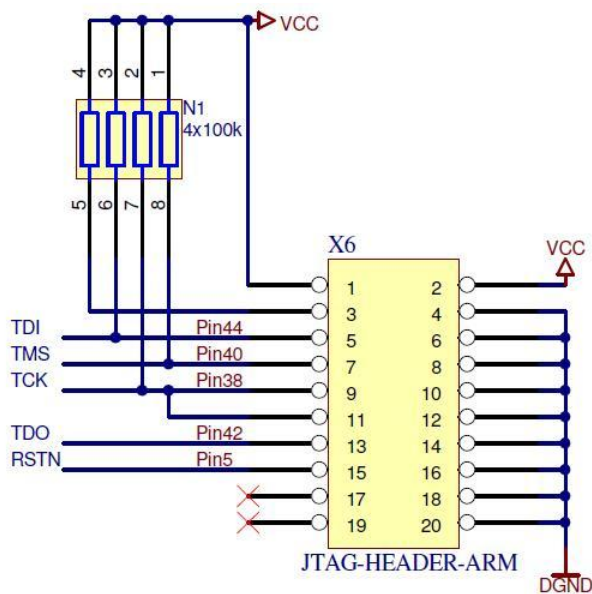 VCC
4 3 2 1
N1
4x100k
5 6 7 8
X6
VCC
1 2
3 4
TDI Pin44 5 6
TMS Pin40 7 8
TCK Pin38 9 10
11 12
TDO Pin42 13 14
RSTN Pin5 15 16
17 18
19 20
JTAG-HEADER-ARM
DGND